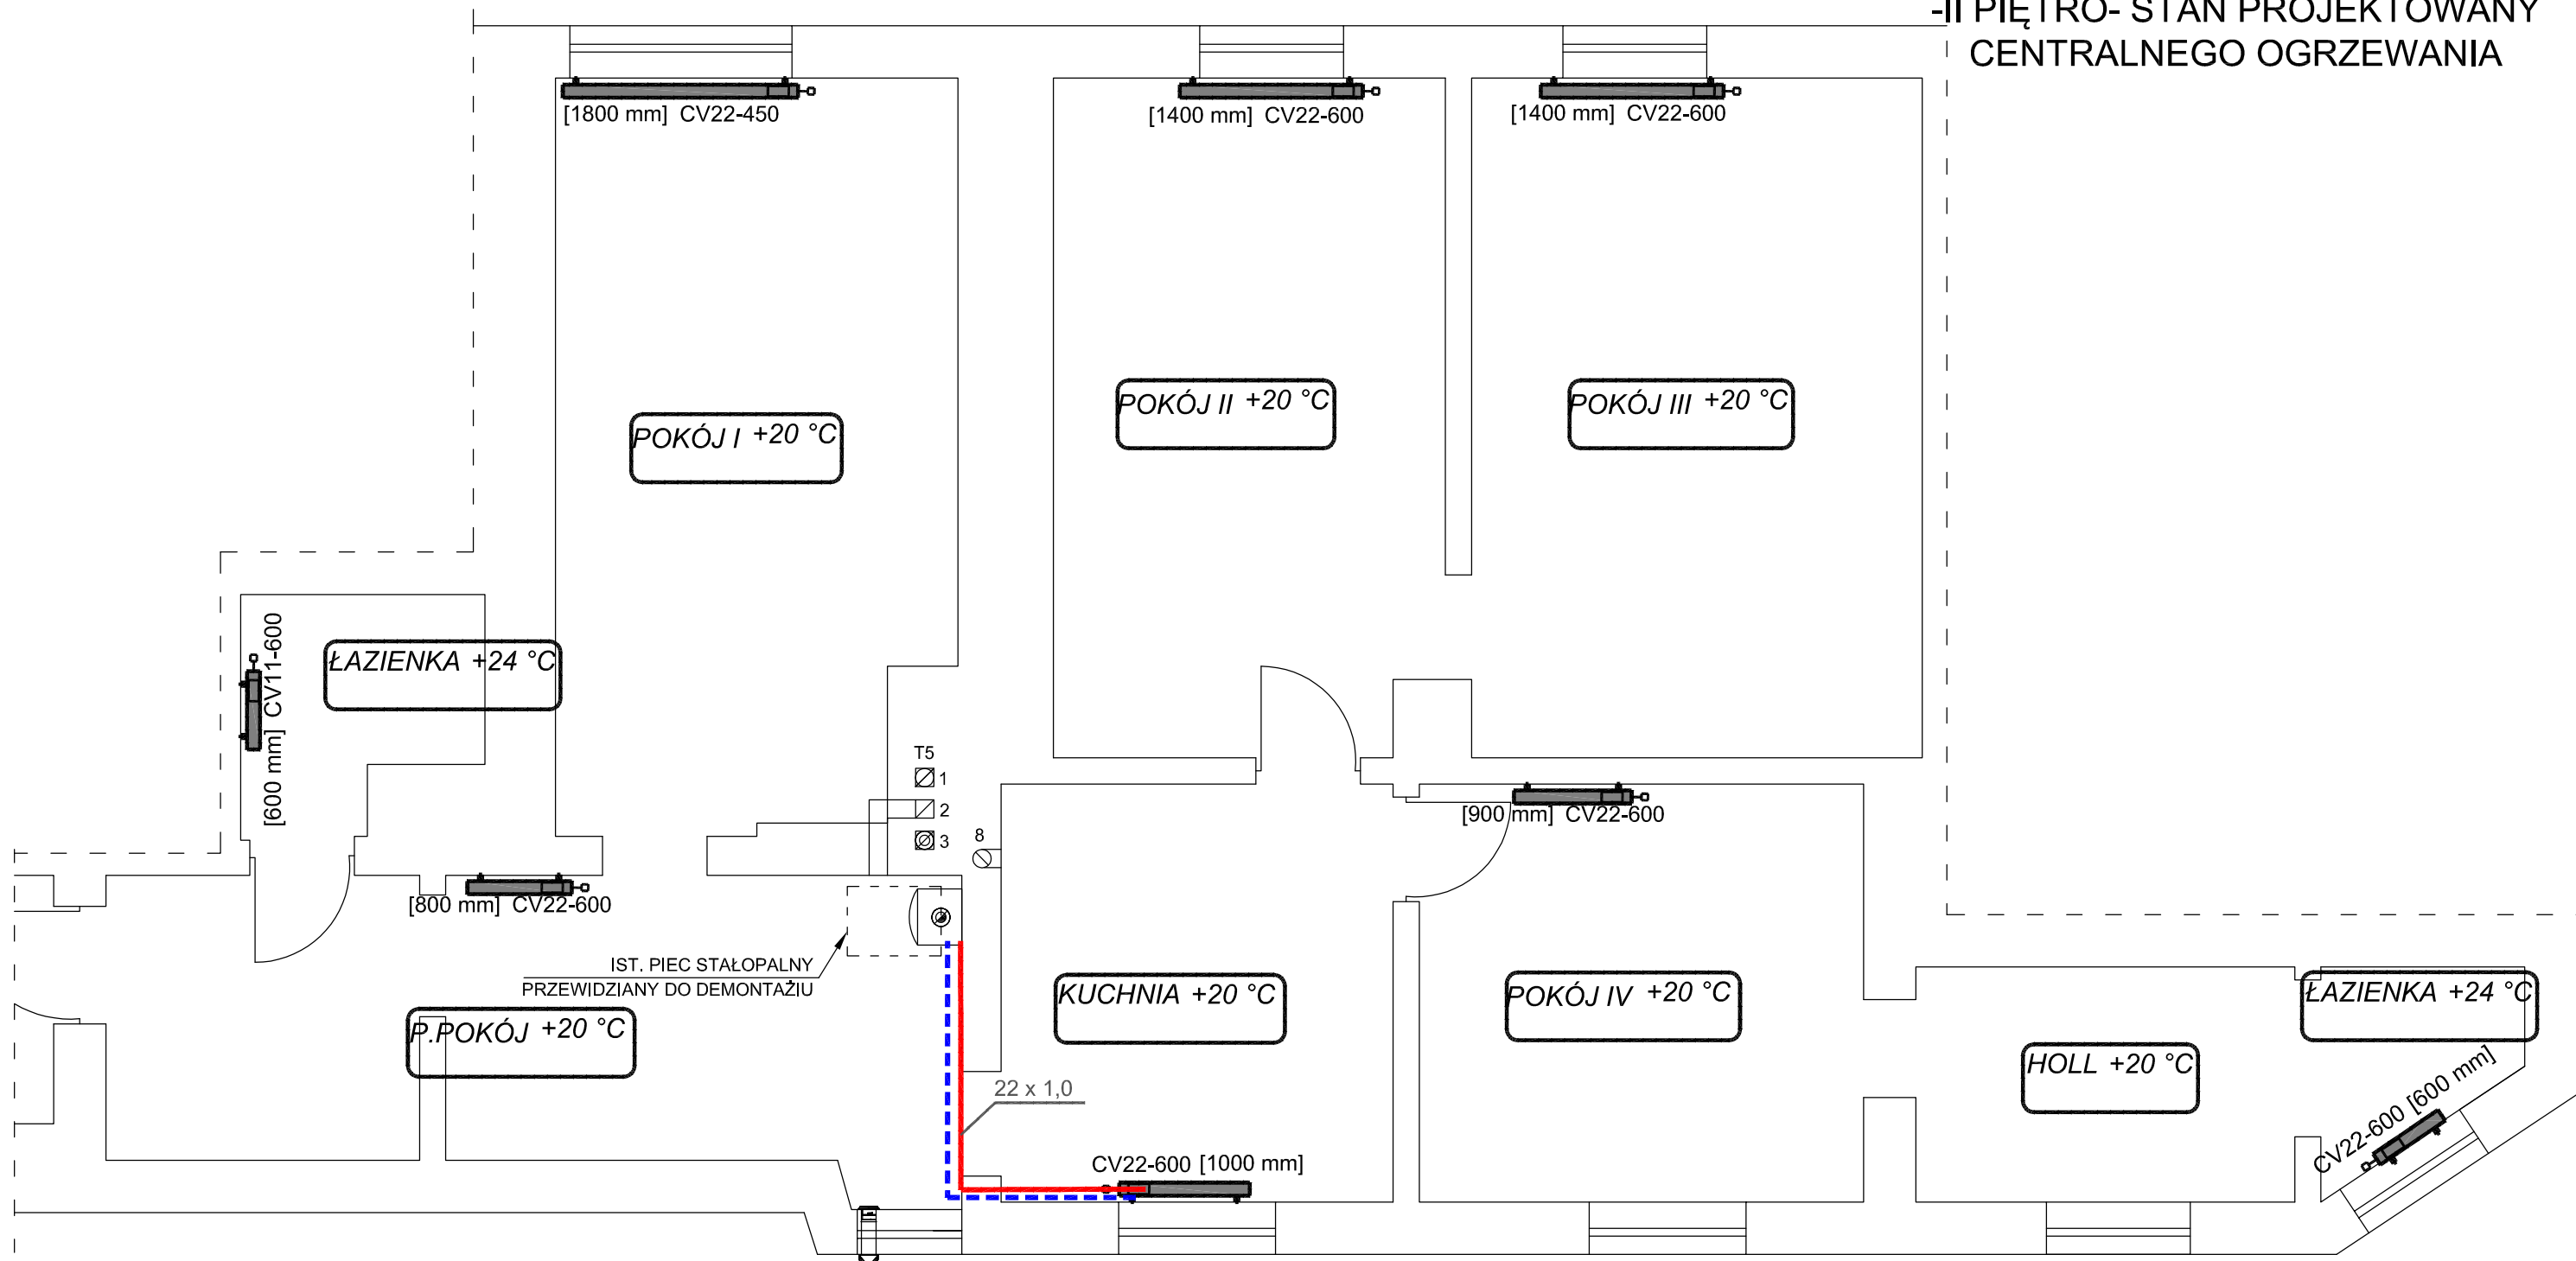 -II PIĘTRO- STAN PROJEKTOWANY
CENTRALNEGO OGRZEWANIA
[1800 mm] CV22-450
[1400 mm] CV22-600
[1400 mm] CV22-600
POKÓJ I +20 °C
POKÓJ II +20 °C
POKÓJ III +20 °C
[600 mm] CV11-600
ŁAZIENKA +24 °C
T5
1
2
3
8
[900 mm] CV22-600
[800 mm] CV22-600
IST. PIEC STAŁOPALNY
PRZEWIDZIANY DO DEMONTAŻIU
P.POKÓJ +20 °C
KUCHNIA +20 °C
POKÓJ IV +20 °C
ŁAZIENKA +24 °C
HOLL +20 °C
22 x 1,0
CV22-600 [1000 mm]
CV22-600 [600 mm]